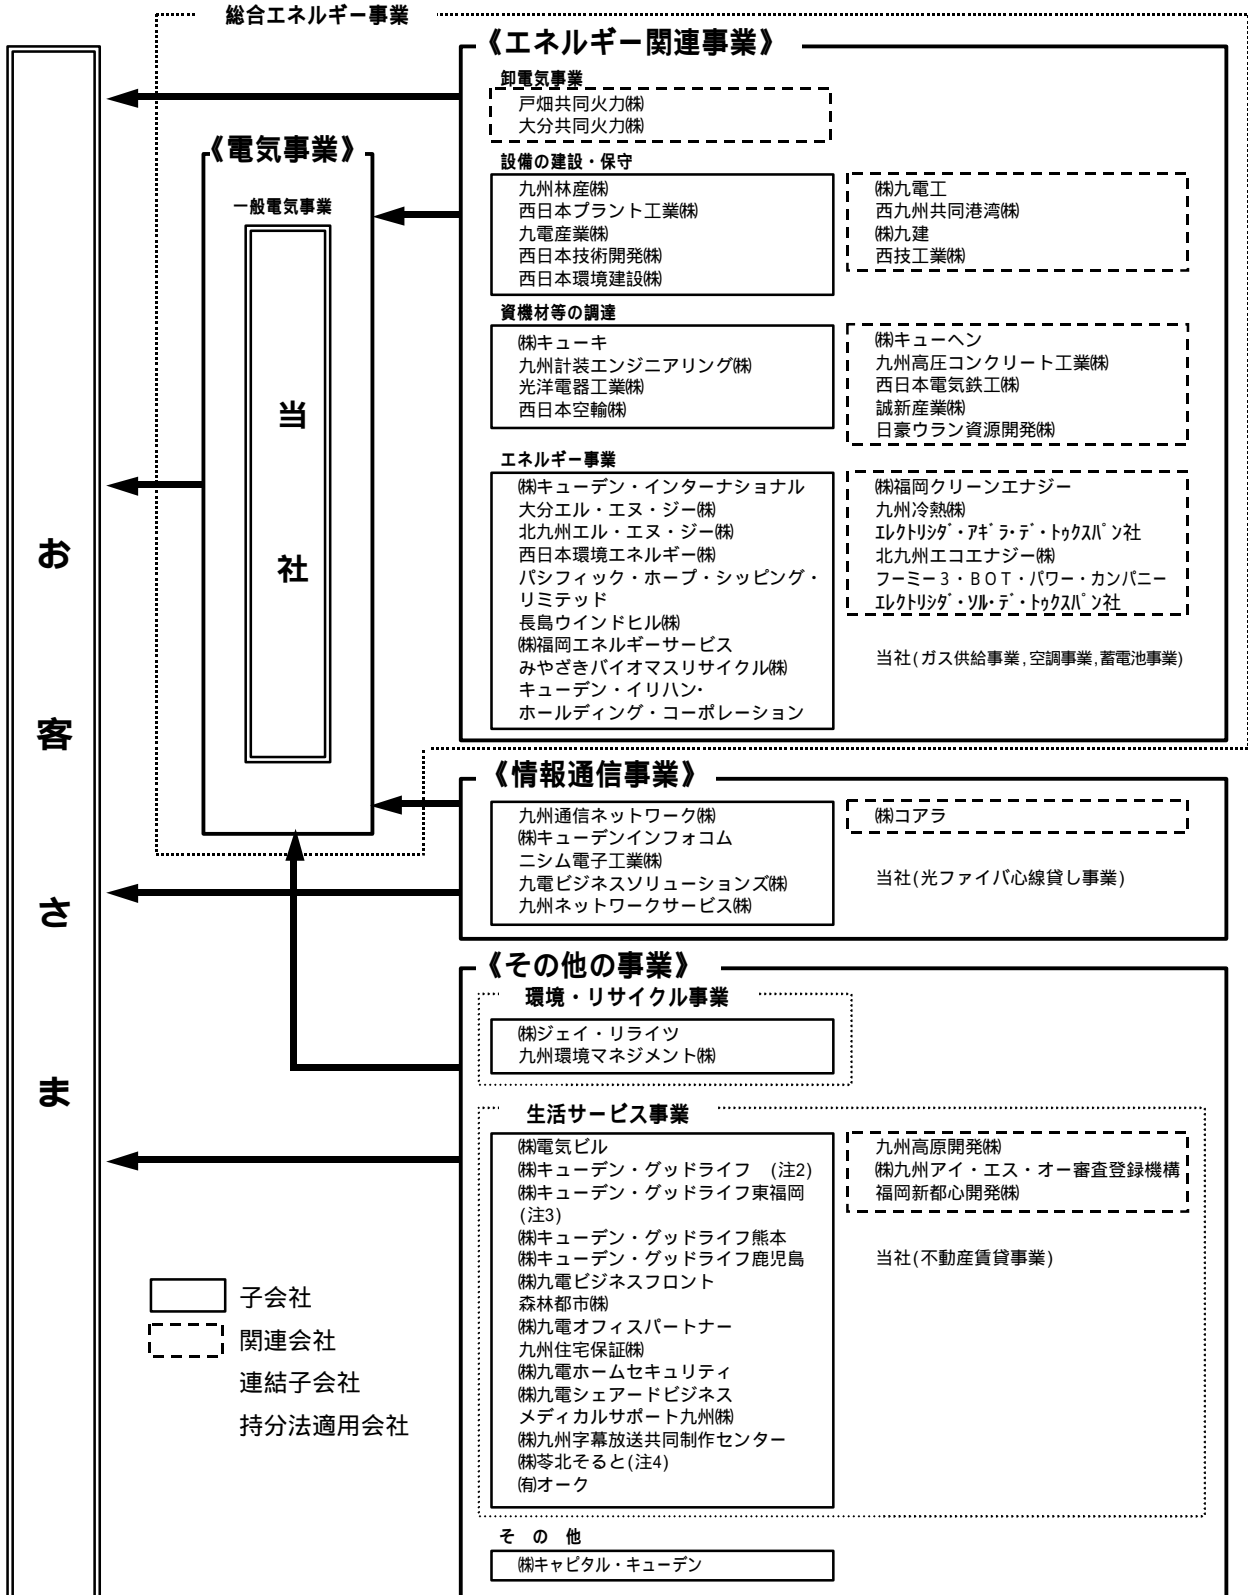 総合エネルギー事業
《エネルギー関連事業》
卸電気事業
戸畑共同火力㈱
大分共同火力㈱
《電気事業》
一般電気事業
当
社
設備の建設・保守
九州林産㈱
西日本プラント工業㈱
九電産業㈱
西日本技術開発㈱
西日本環境建設㈱
㈱九電工
西九州共同港湾㈱
㈱九建
西技工業㈱
資機材等の調達
㈱キューキ
九州計装エンジニアリング㈱
光洋電器工業㈱
西日本空輸㈱
㈱キューヘン
九州高圧コンクリート工業㈱
西日本電気鉄工㈱
誠新産業㈱
日豪ウラン資源開発㈱
エネルギー事業
㈱キューデン・インターナショナル
大分エル・エヌ・ジー㈱
北九州エル・エヌ・ジー㈱
西日本環境エネルギー㈱
パシフィック・ホープ・シッピング・
リミテッド
長島ウインドヒル㈱
㈱福岡エネルギーサービス
みやざきバイオマスリサイクル㈱
キューデン・イリハン・
ホールディング・コーポレーション
㈱福岡クリーンエナジー
九州冷熱㈱
ｴﾚｸﾄﾘｼﾀﾞ・ｱｷﾞﾗ・ﾃﾞ・ﾄｩｸｽﾊﾟﾝ社
北九州エコエナジー㈱
フーミー３・ＢＯＴ・パワー・カンパニー
ｴﾚｸﾄﾘｼﾀﾞ・ｿﾙ・ﾃﾞ・ﾄｩｸｽﾊﾟﾝ社
当社(ガス供給事業,空調事業,蓄電池事業)
お
客
さ
ま
《情報通信事業》
九州通信ネットワーク㈱
㈱キューデンインフォコム
ニシム電子工業㈱
九電ビジネスソリューションズ㈱
九州ネットワークサービス㈱
㈱コアラ
当社(光ファイバ心線貸し事業)
《その他の事業》
環境・リサイクル事業
㈱ジェイ・リライツ
九州環境マネジメント㈱
生活サービス事業
㈱電気ビル
㈱キューデン・グッドライフ (注2)
㈱キューデン・グッドライフ東福岡
(注3)
㈱キューデン・グッドライフ熊本
㈱キューデン・グッドライフ鹿児島
㈱九電ビジネスフロント
森林都市㈱
㈱九電オフィスパートナー
九州住宅保証㈱
㈱九電ホームセキュリティ
㈱九電シェアードビジネス
メディカルサポート九州㈱
㈱九州字幕放送共同制作センター
㈱苓北そると(注4)
㈲オーク
九州高原開発㈱
㈱九州アイ・エス・オー審査登録機構
福岡新都心開発㈱
当社(不動産賃貸事業)
その他
㈱キャピタル・キューデン
子会社
関連会社
連結子会社
持分法適用会社